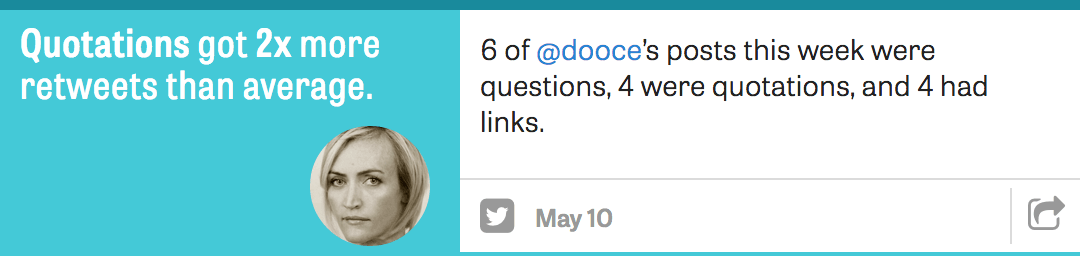 Quotations got 2x more
retweets than average.
6 of @dooce's posts this week were
questions, 4 were quotations, and 4 had
links.
May 10